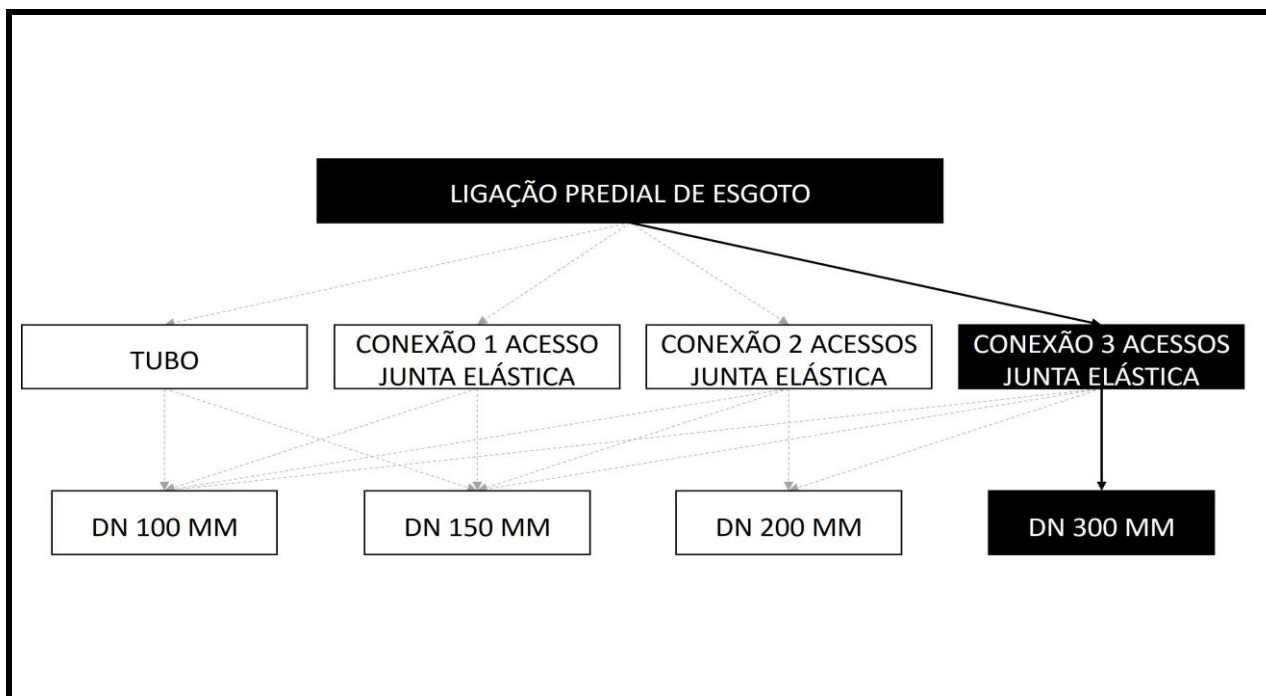 LIGAÇÃO PREDIAL DE ESGOTO
TUBO
CONEXÃO 1 ACESSO
JUNTA ELÁSTICA
CONEXÃO 2 ACESSOS
JUNTA ELÁSTICA
CONEXÃO 3 ACESSOS
JUNTA ELÁSTICA
DN 100 MM
DN 150 MM
DN 200 MM
DN 300 MM